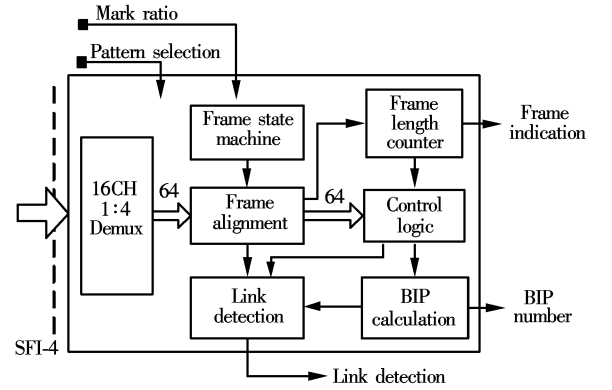 Mark ratio
Pattern selection
Frame state
machine
Frame
length
counter
Frame
indication
16CH
1:4
Demux
64
Frame
alignment
64
Control
logic
Link
detection
BIP
calculation
BIP
number
SFI-4
Link detection